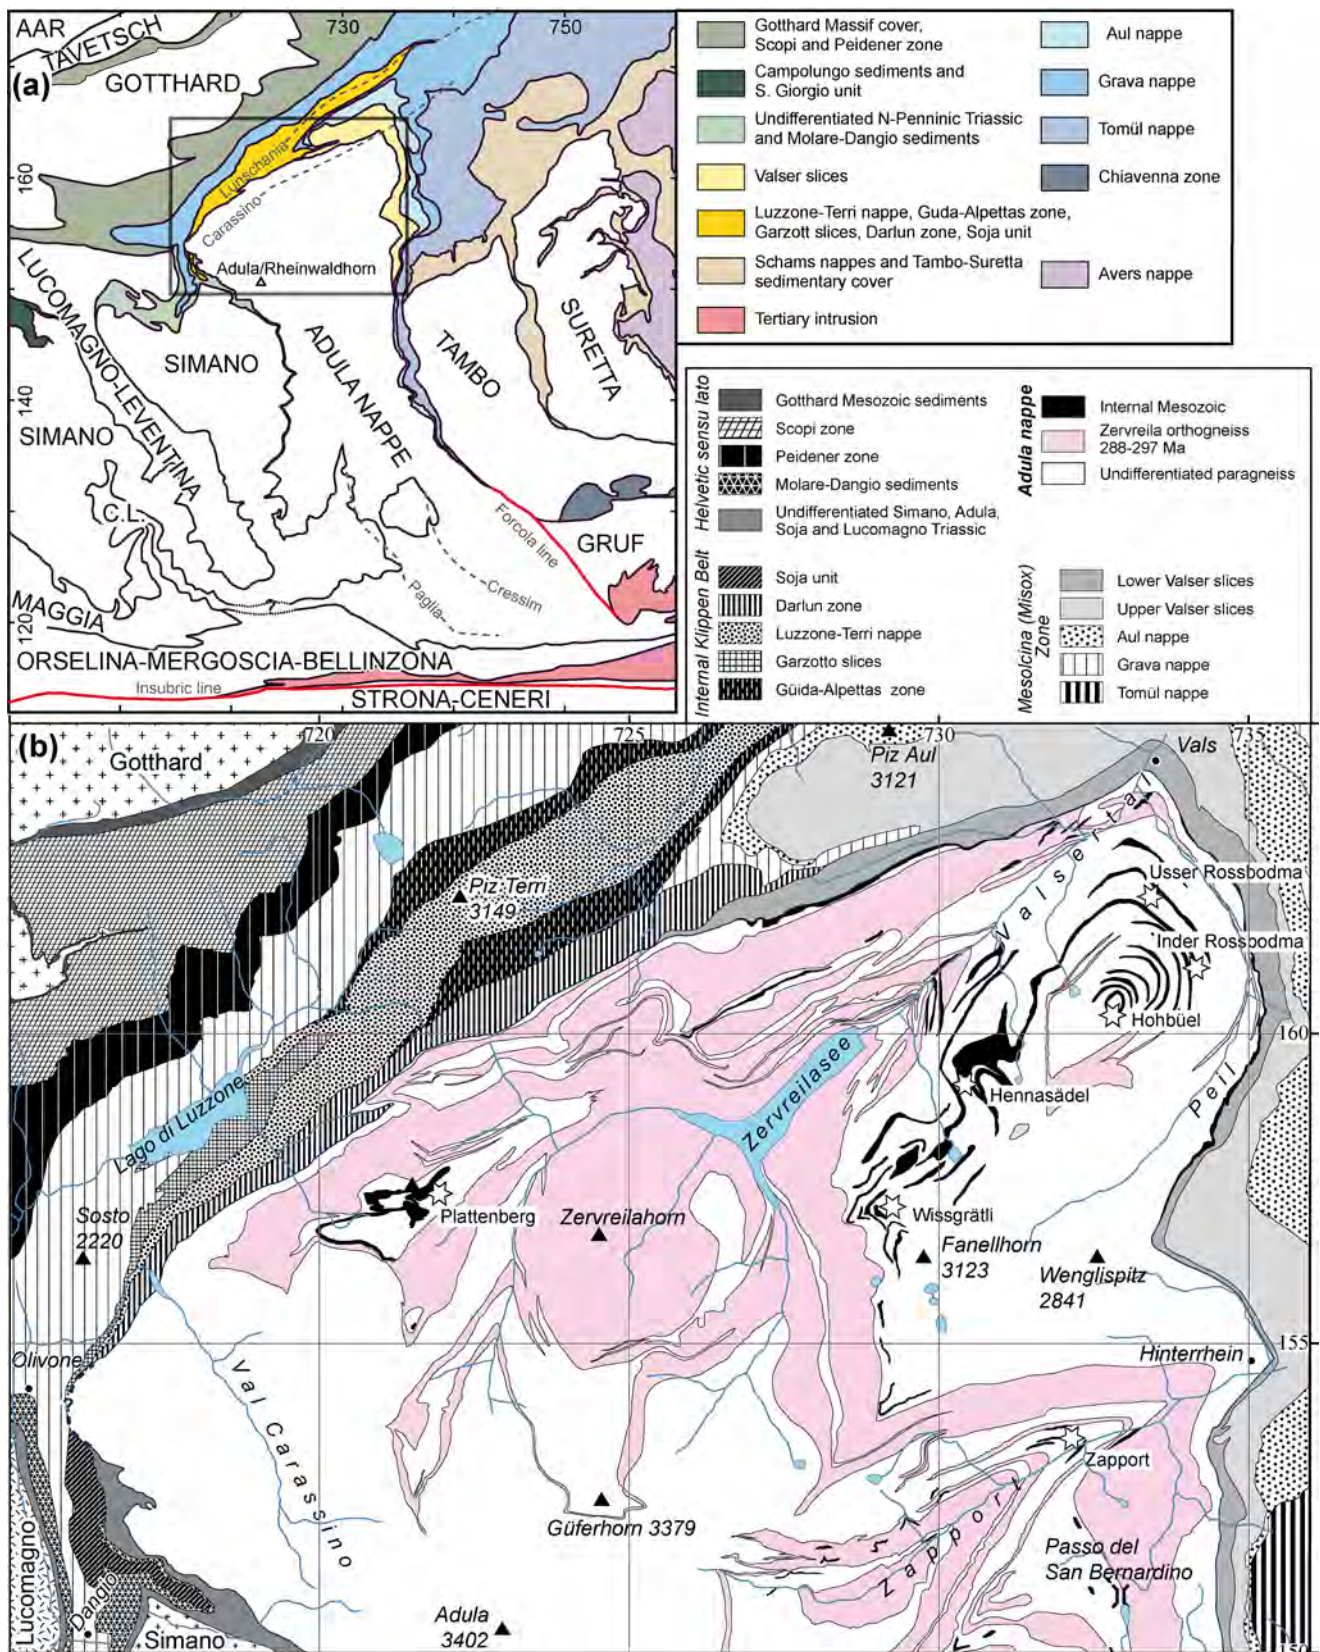 AAR
TAVETSCH
(a)
730
750
GOTTHARD
160
Lunschania
Carassino
Adula/Rheinwaldhorn
LUCOMAGNO-LEVENTINA
SIMANO
ADULA NAPPE
TAMBO
SURETTA
140
SIMANO
C.L.
Forcola line
GRUF
Cressim
Paglia
MAGGIA
120
ORSELINA-MERGOSCIA-BELLINZONA
Insubric line
STRONA-CENERI
Gotthard Massif cover,
Scopi and Peidener zone
Campolungo sediments and
S. Giorgio unit
Undifferentiated N-Penninic Triassic
and Molare-Dangio sediments
Valser slices
Luzzone-Terri nappe, Guda-Alpettas zone,
Garzott slices, Darlun zone, Soja unit
Schams nappes and Tambo-Suretta
sedimentary cover
Tertiary intrusion
Aul nappe
Grava nappe
Tomül nappe
Chiavenna zone
Avers nappe
Helvetic sensu lato
Gotthard Mesozoic sediments
Scopi zone
Peidener zone
Molare-Dangio sediments
Undifferentiated Simano, Adula,
Soja and Lucomagno Triassic
Internal Klippen Belt
Soja unit
Darlun zone
Luzzone-Terri nappe
Garzotto slices
Güida-Alpettas zone
Adula nappe
Internal Mesozoic
Zervreila orthogneiss
288-297 Ma
Undifferentiated paragneiss
Mesolcina (Misox)
Zone
Lower Valser slices
Upper Valser slices
Aul nappe
Grava nappe
Tomül nappe
(b)
720
725
730
735
Gotthard
Piz Aul
3121
Vals
Valsertal
Piz Terri
3149
Usser Rossbodma
Inder Rossbodma
Hohbüel
160
Zervreilasee
Hennasädel
Peil
Lago di Luzzone
Sosto
2220
Plattenberg
Zervreilahorn
Wissgrätli
Fanellhorn
3123
Wenglispitz
2841
155
Olivone
Hinterrhein
Val Carassino
Zapport
Güferhorn 3379
Zapport
Passo del
San Bernardino
Lucomagno
Dangio
Simano
Adula
3402
150